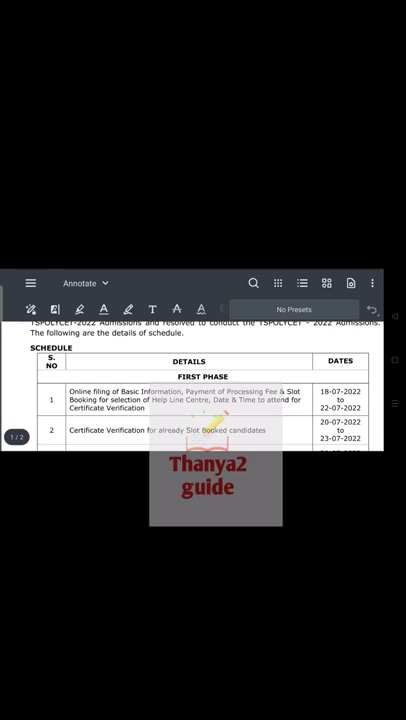 Annotate
No Presets
TSPOLYCET-2022 Admissions and resolved to conduct the TSPOLYCET - 2022 Admissions.
The following are the details of schedule.
SCHEDULE
S. NO DETAILS DATES
FIRST PHASE
1 Online filing of Basic Information, Payment of Processing Fee & Slot Booking for selection of Help Line Centre, Date & Time to attend for Certificate Verification 18-07-2022 to 22-07-2022
2 Certificate Verification for already Slot Booked candidates 20-07-2022 to 23-07-2022
1 / 2
Thanya2
guide